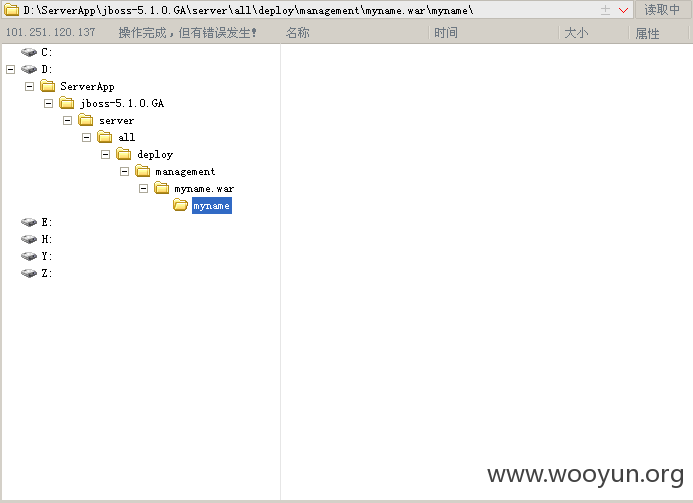 D:\ServerApp\jboss-5.1.0.GA\server\all\deploy\management\myname.war\myname\ 读取中
101.251.120.137 操作完成,但有错误发生! 名称 时间 大小 属性
C:
D:
ServerApp
jboss-5.1.0.GA
server
all
deploy
management
myname.war
myname
E:
H:
Y:
Z:
www.wooyun.org